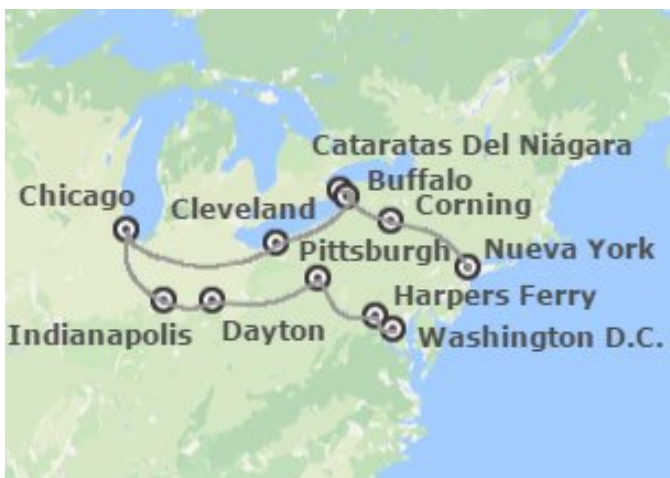 Cataratas Del Niágara
Buffalo
Chicago
Cleveland
Corning
Pittsburgh
Nueva York
Harpers Ferry
Indianapolis
Dayton
Washington D.C.